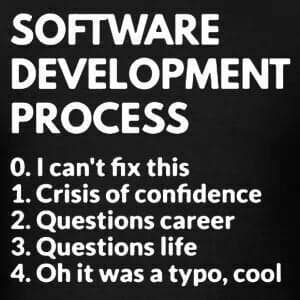 SOFTWARE
DEVELOPMENT
PROCESS
0. I can't fix this
1. Crisis of confidence
2. Questions career
3. Questions life
4. Oh it was a typo, cool